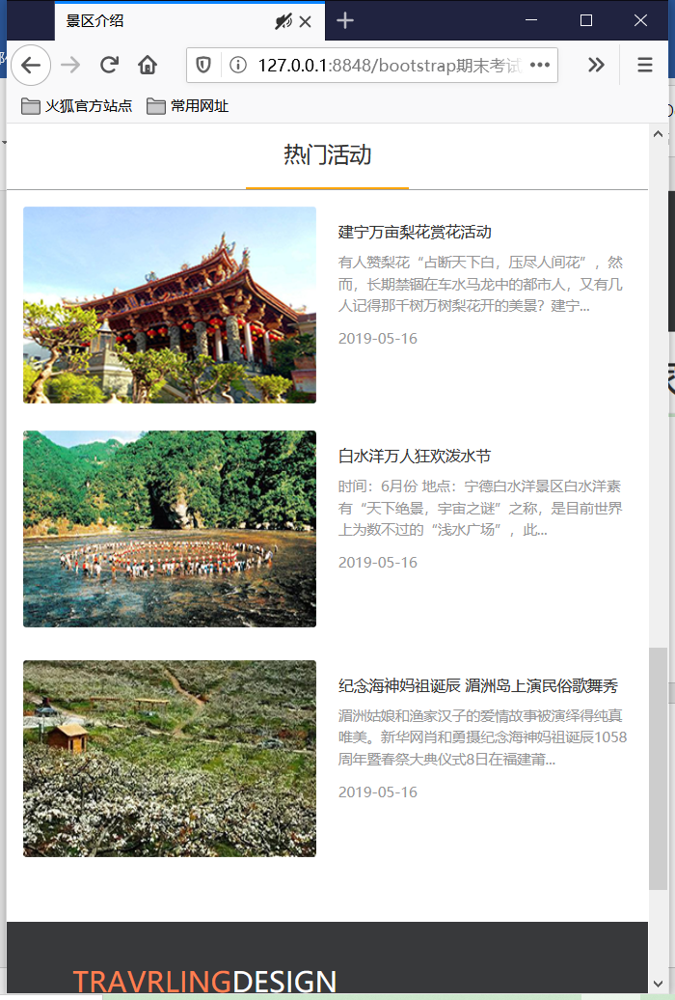 景区介绍
127.0.0.1:8848/bootstrap期末考试
火狐官方站点 常用网址
热门活动
建宁万亩梨花赏花活动
有人赞梨花“占断天下白，压尽人间花”，然
而，长期禁锢在车水马龙中的都市人，又有几
人记得那千树万树梨花开的美景？建宁...
2019-05-16
白水洋万人狂欢泼水节
时间：6月份 地点：宁德白水洋景区白水洋素
有“天下绝景，宇宙之谜”之称，是目前世界
上为数不过的“浅水广场”，此...
2019-05-16
纪念海神妈祖诞辰 湄洲岛上演民俗歌舞秀
湄洲姑娘和渔家汉子的爱情故事被演绎得纯真
唯美。新华网肖和勇摄纪念海神妈祖诞辰1058
周年暨春祭大典仪式8日在福建莆...
2019-05-16
TRAVRLINGDESIGN